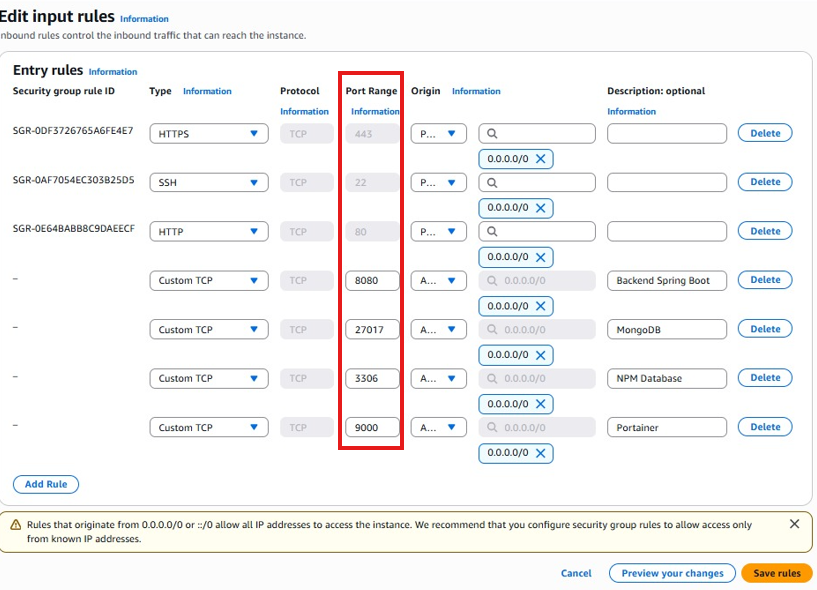 Edit input rules Information
Inbound rules control the inbound traffic that can reach the instance.
Entry rules Information
Security group rule ID Type Information Protocol Port Range Origin Information Description: optional
Information Information Information
SGR-0DF3726765A6FE4E7 HTTPS TCP 443 P... Delete
0.0.0.0/0
SGR-0AF7054EC303B25D5 SSH TCP 22 P... Delete
0.0.0.0/0
SGR-0E64BABB8C9DAEECF HTTP TCP 80 P... Delete
0.0.0.0/0
– Custom TCP TCP 8080 A... 0.0.0.0/0 Backend Spring Boot Delete
0.0.0.0/0
– Custom TCP TCP 27017 A... 0.0.0.0/0 MongoDB Delete
0.0.0.0/0
– Custom TCP TCP 3306 A... 0.0.0.0/0 NPM Database Delete
0.0.0.0/0
– Custom TCP TCP 9000 A... 0.0.0.0/0 Portainer Delete
0.0.0.0/0
Add Rule
Rules that originate from 0.0.0.0/0 or ::/0 allow all IP addresses to access the instance. We recommend that you configure security group rules to allow access only
from known IP addresses.
Cancel Preview your changes Save rules